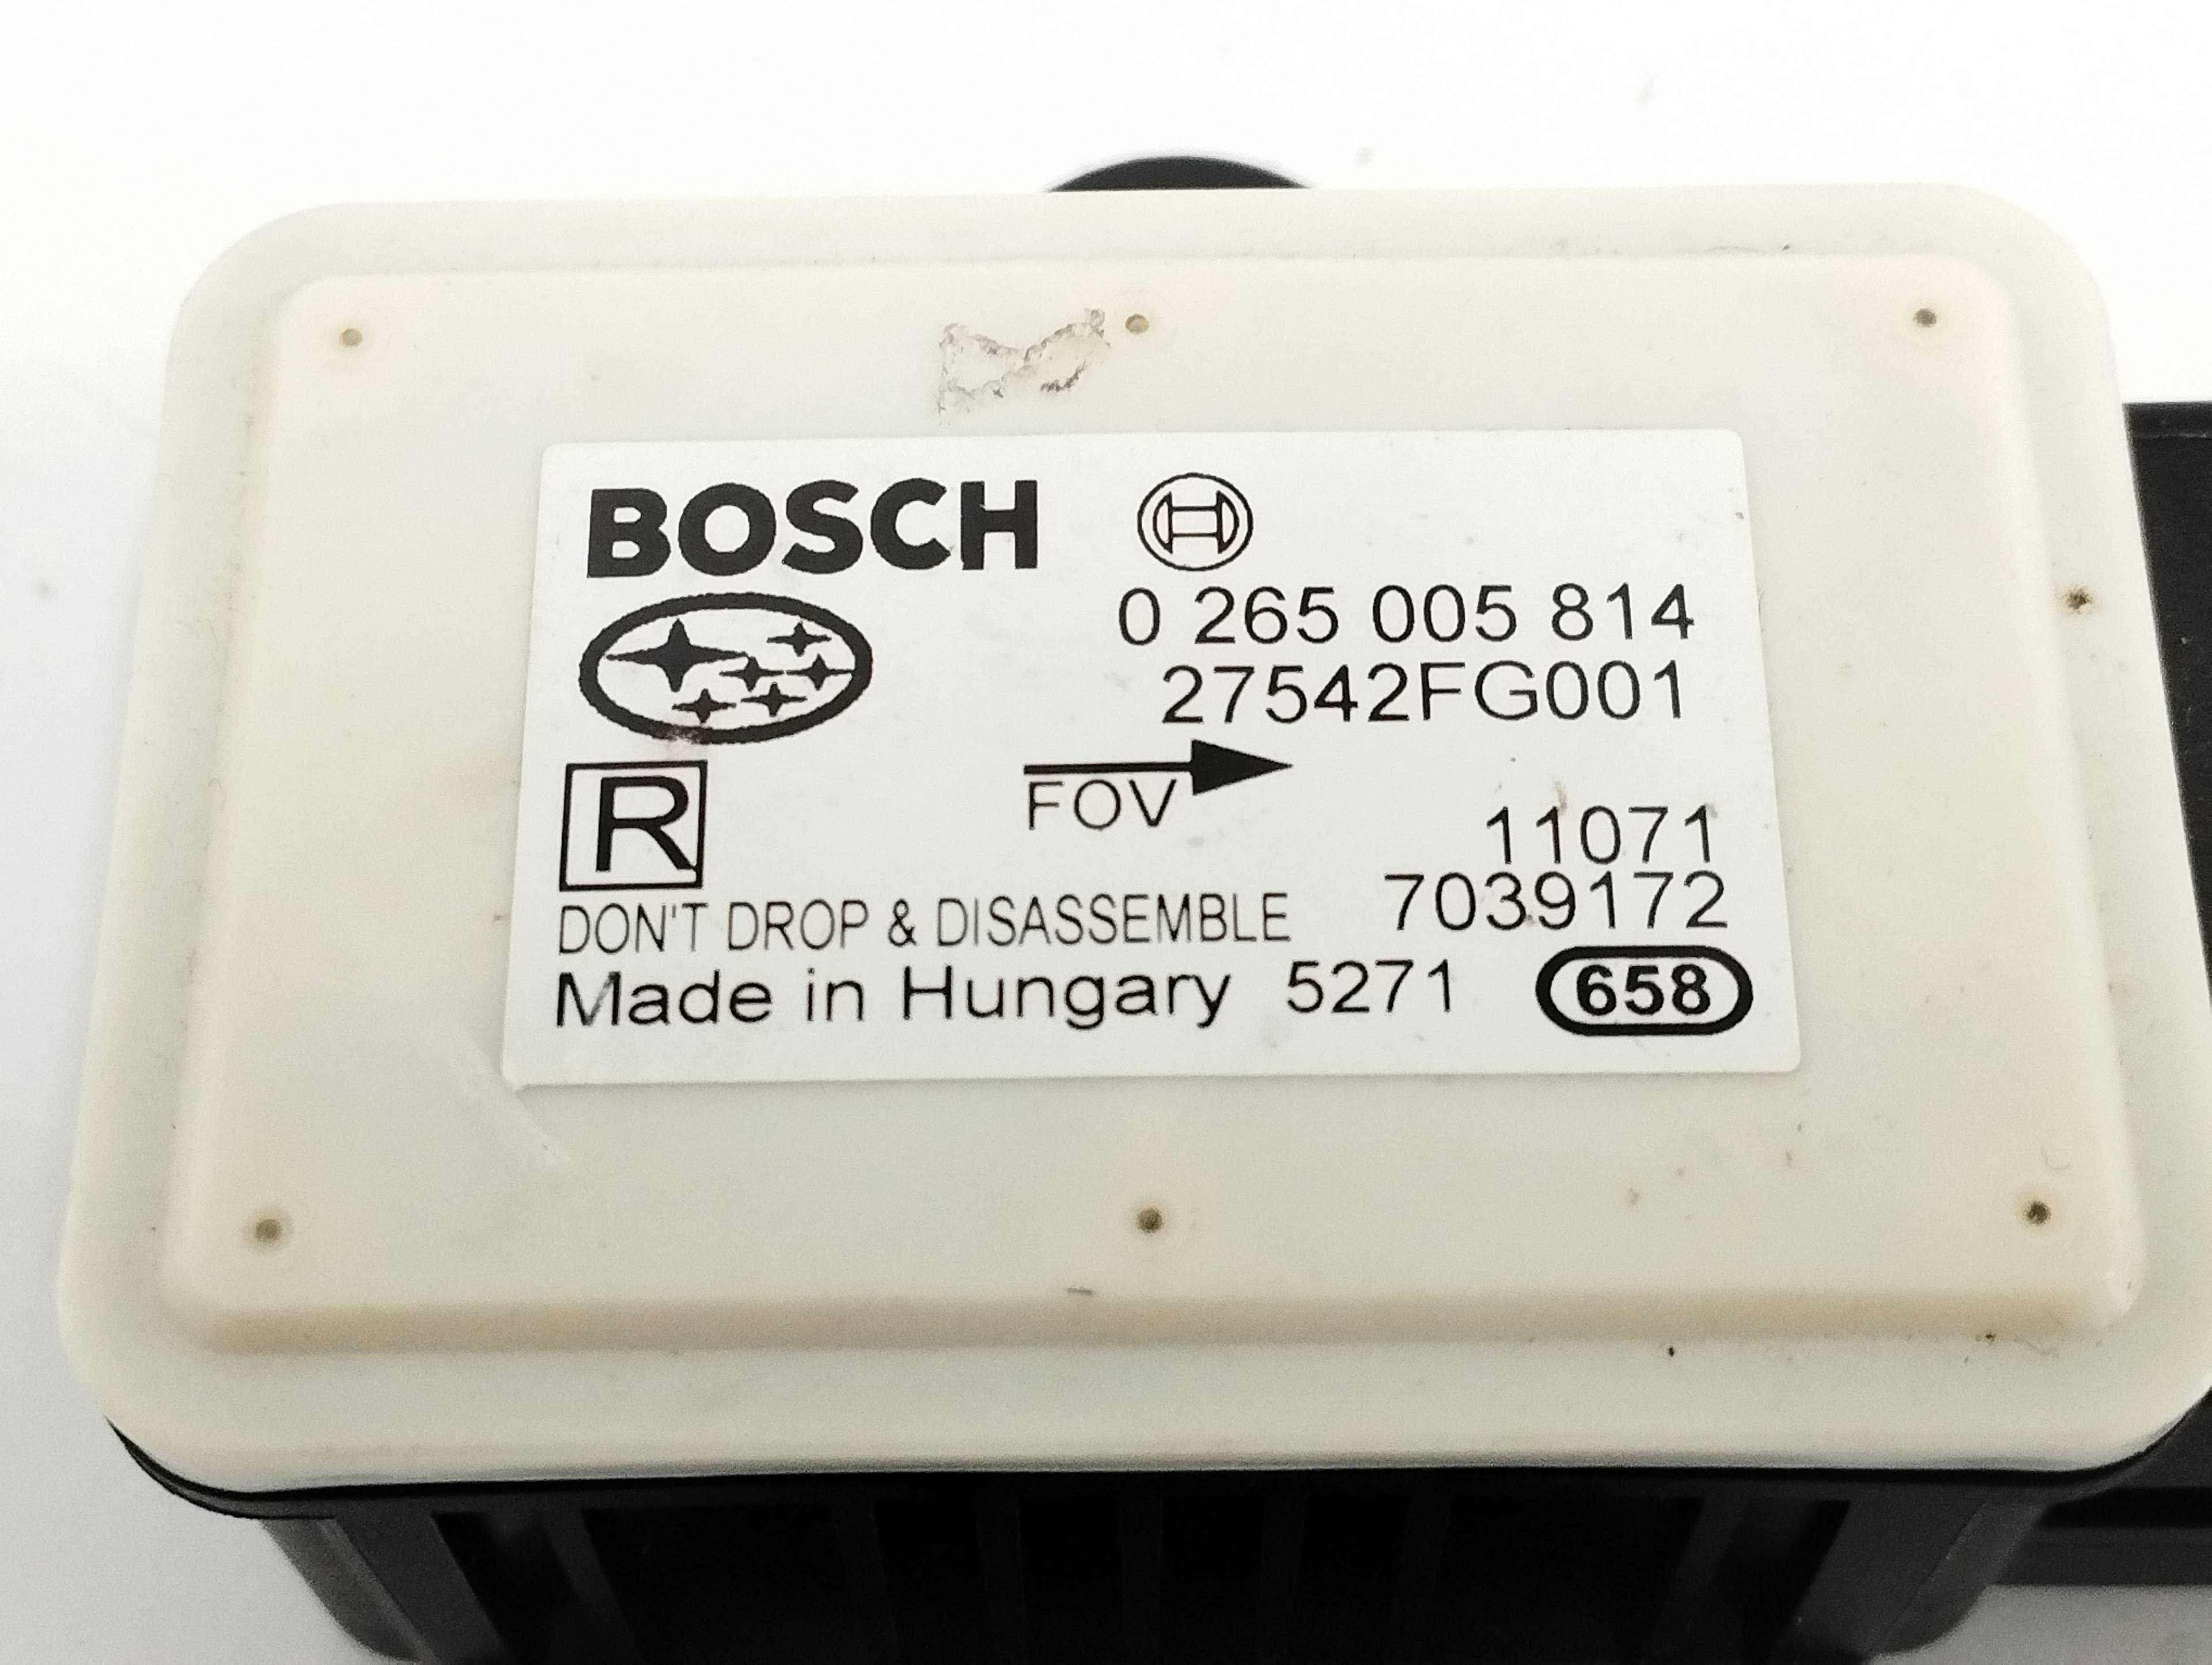 BOSCH
0 265 005 814
27542FG001
R
FOV
11071
7039172
DON'T DROP & DISASSEMBLE
Made in Hungary 5271 658